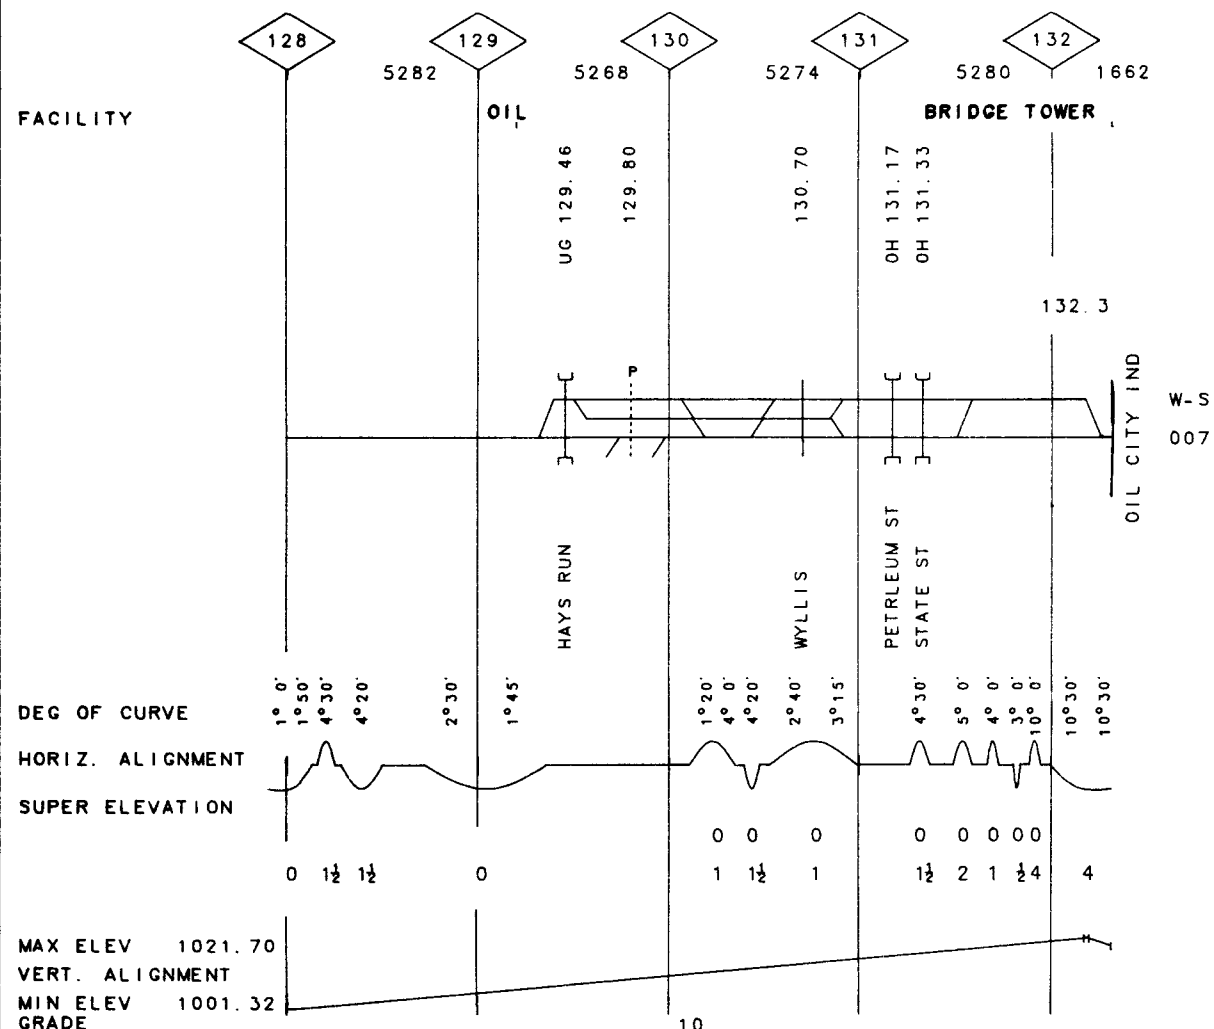 128 129 130 131 132
5282 5268 5274 5280 1662
FACILITY OIL BRIDGE TOWER
UG 129.46
129.80
130.70
OH 131.17
OH 131.33
132.3
P
W-S
007
OIL CITY IND
HAYS RUN
WYLLIS
PETRLEUM ST
STATE ST
DEG OF CURVE 1° 0' 1°50' 4°30' 4°20' 2°30' 1°45' 1°20' 4° 0' 4°20' 2°40' 3°15' 4°30' 5° 0' 4° 0' 3° 0' 10° 0' 10°30' 10°30'
HORIZ. ALIGNMENT
SUPER ELEVATION
0 0 0 0 0 0 0 0
0 1½ 1½ 0 1 1½ 1 1½ 2 1 ½ 4 4
MAX ELEV 1021.70
VERT. ALIGNMENT
MIN ELEV 1001.32
GRADE .10